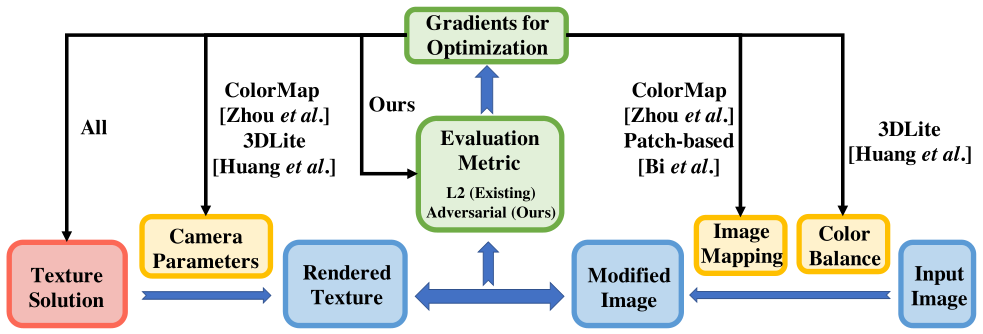 Gradients for
Optimization
All
ColorMap
[Zhou et al.]
3DLite
[Huang et al.]
Ours
Evaluation
Metric
L2 (Existing)
Adversarial (Ours)
ColorMap
[Zhou et al.]
Patch-based
[Bi et al.]
3DLite
[Huang et al.]
Texture
Solution
Camera
Parameters
Rendered
Texture
Modified
Image
Image
Mapping
Color
Balance
Input
Image